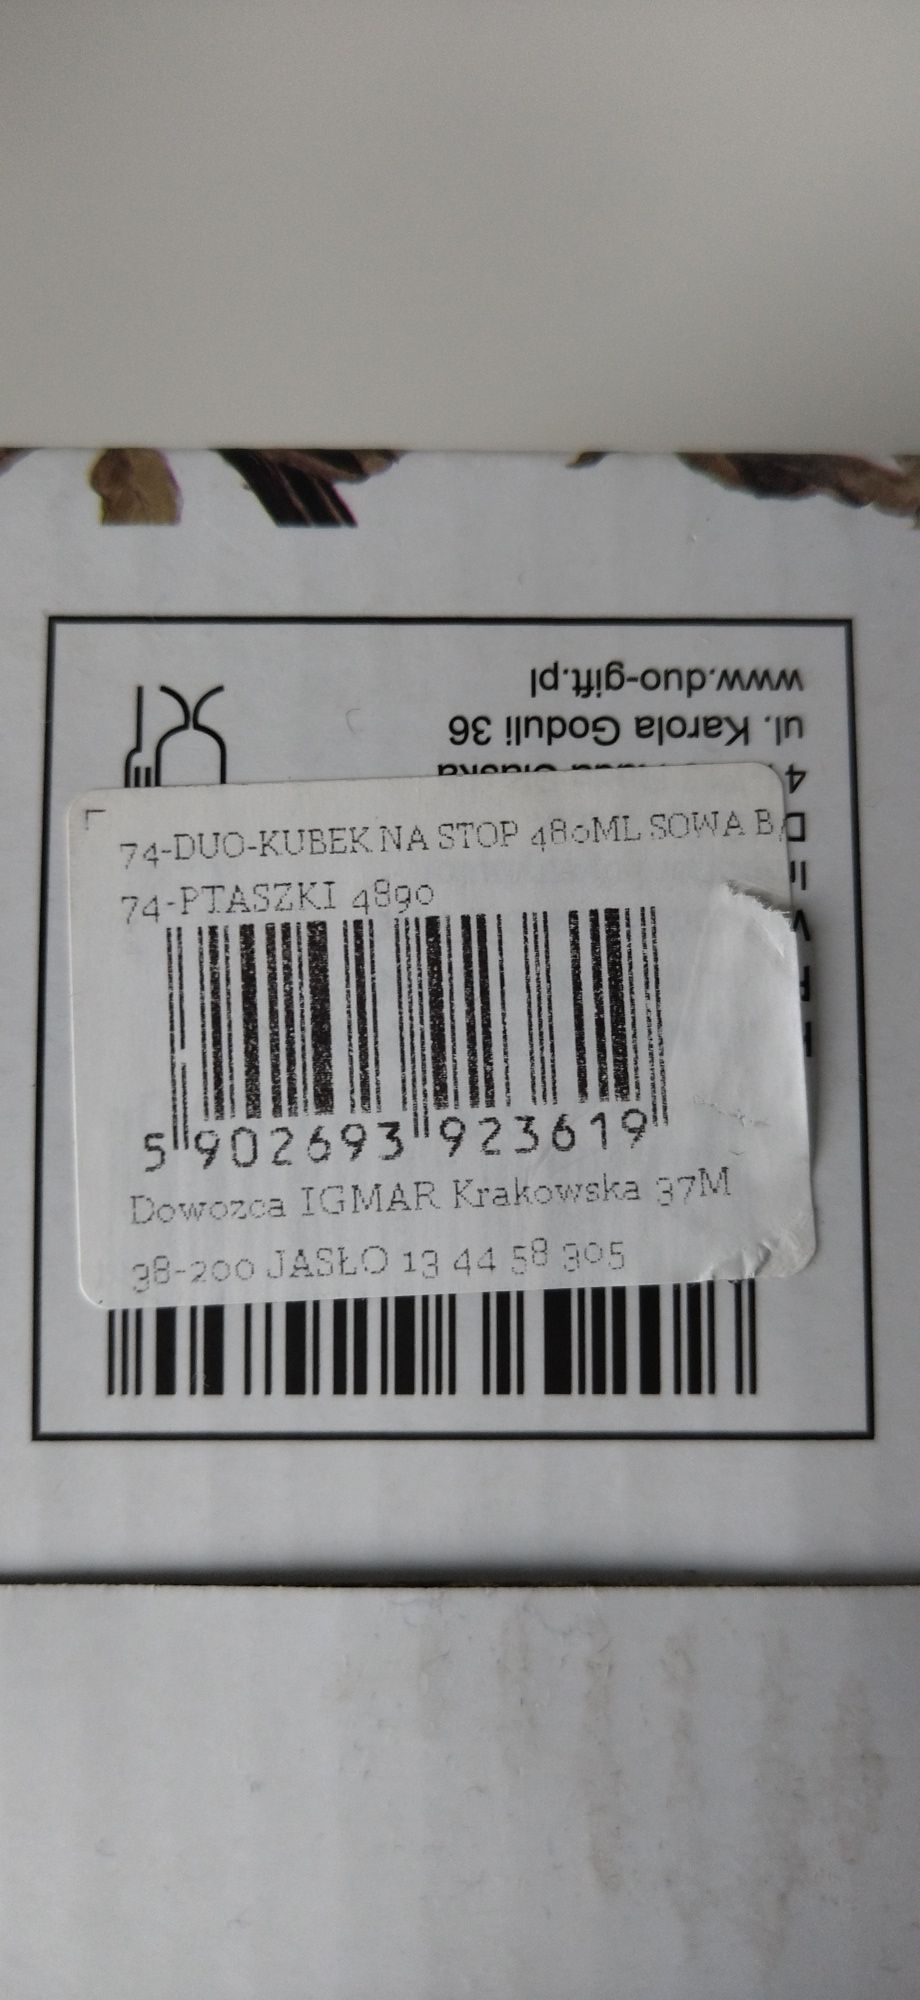 www.duo-gift.pl
ul. Karola Goduli 36
74-DUO-KUBEK NA STOP 480ML SOWA B
74-PTASZKI 4890
5 902693 923619
Dowozca IGMAR Krakowska 37M
38-200 JASŁO 13 44 58 305